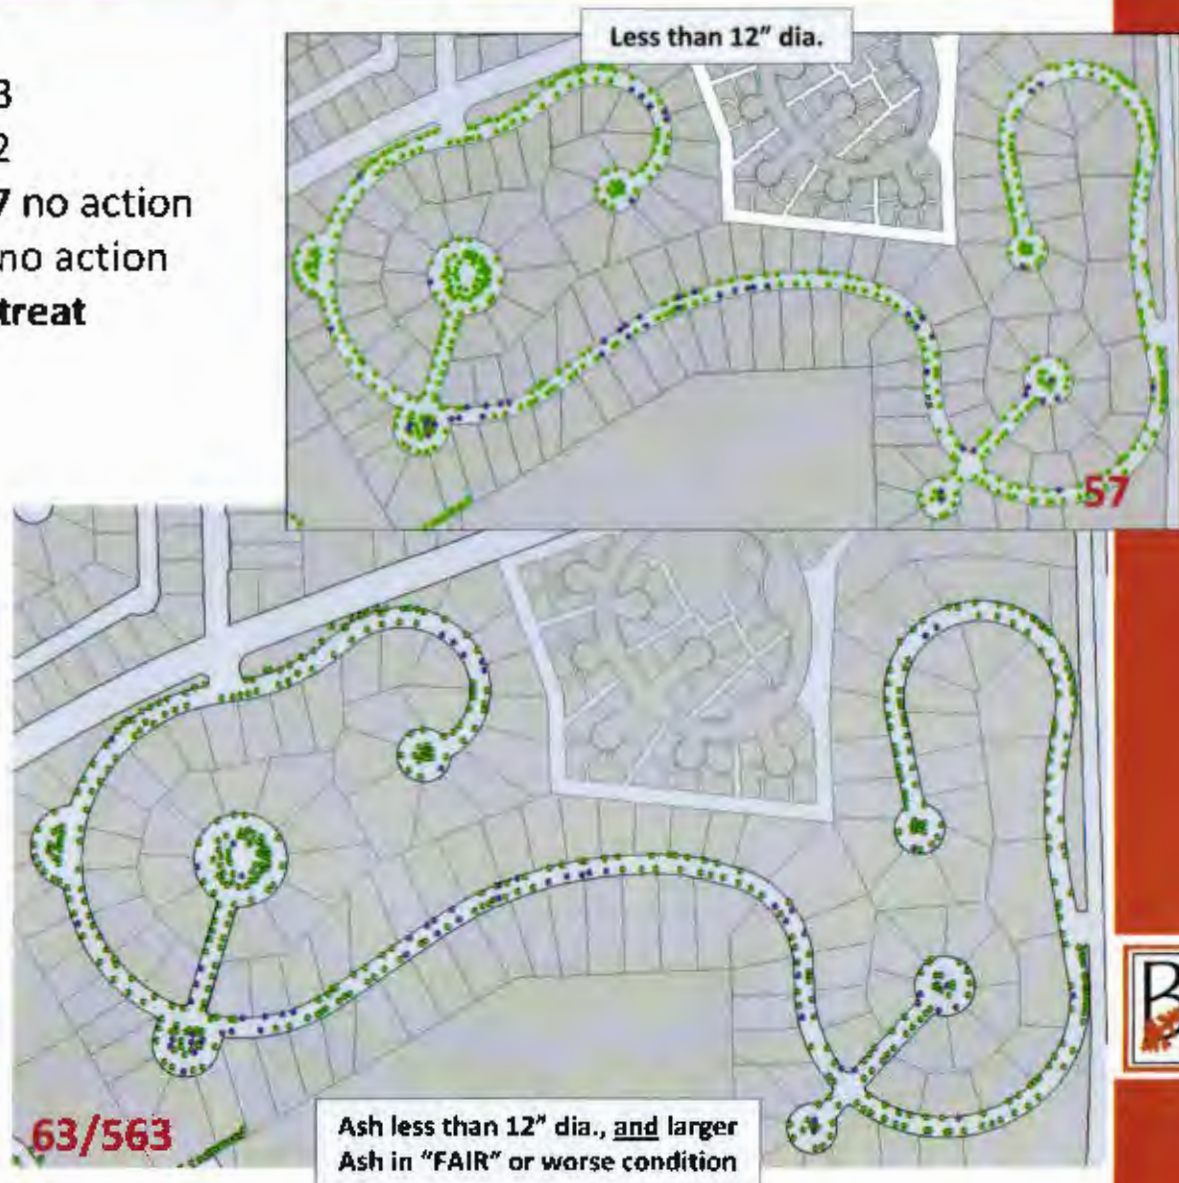 Less than 12" dia.
3
2
7 no action
no action
treat
57
63/563
Ash less than 12" dia., and larger
Ash in "FAIR" or worse condition
B